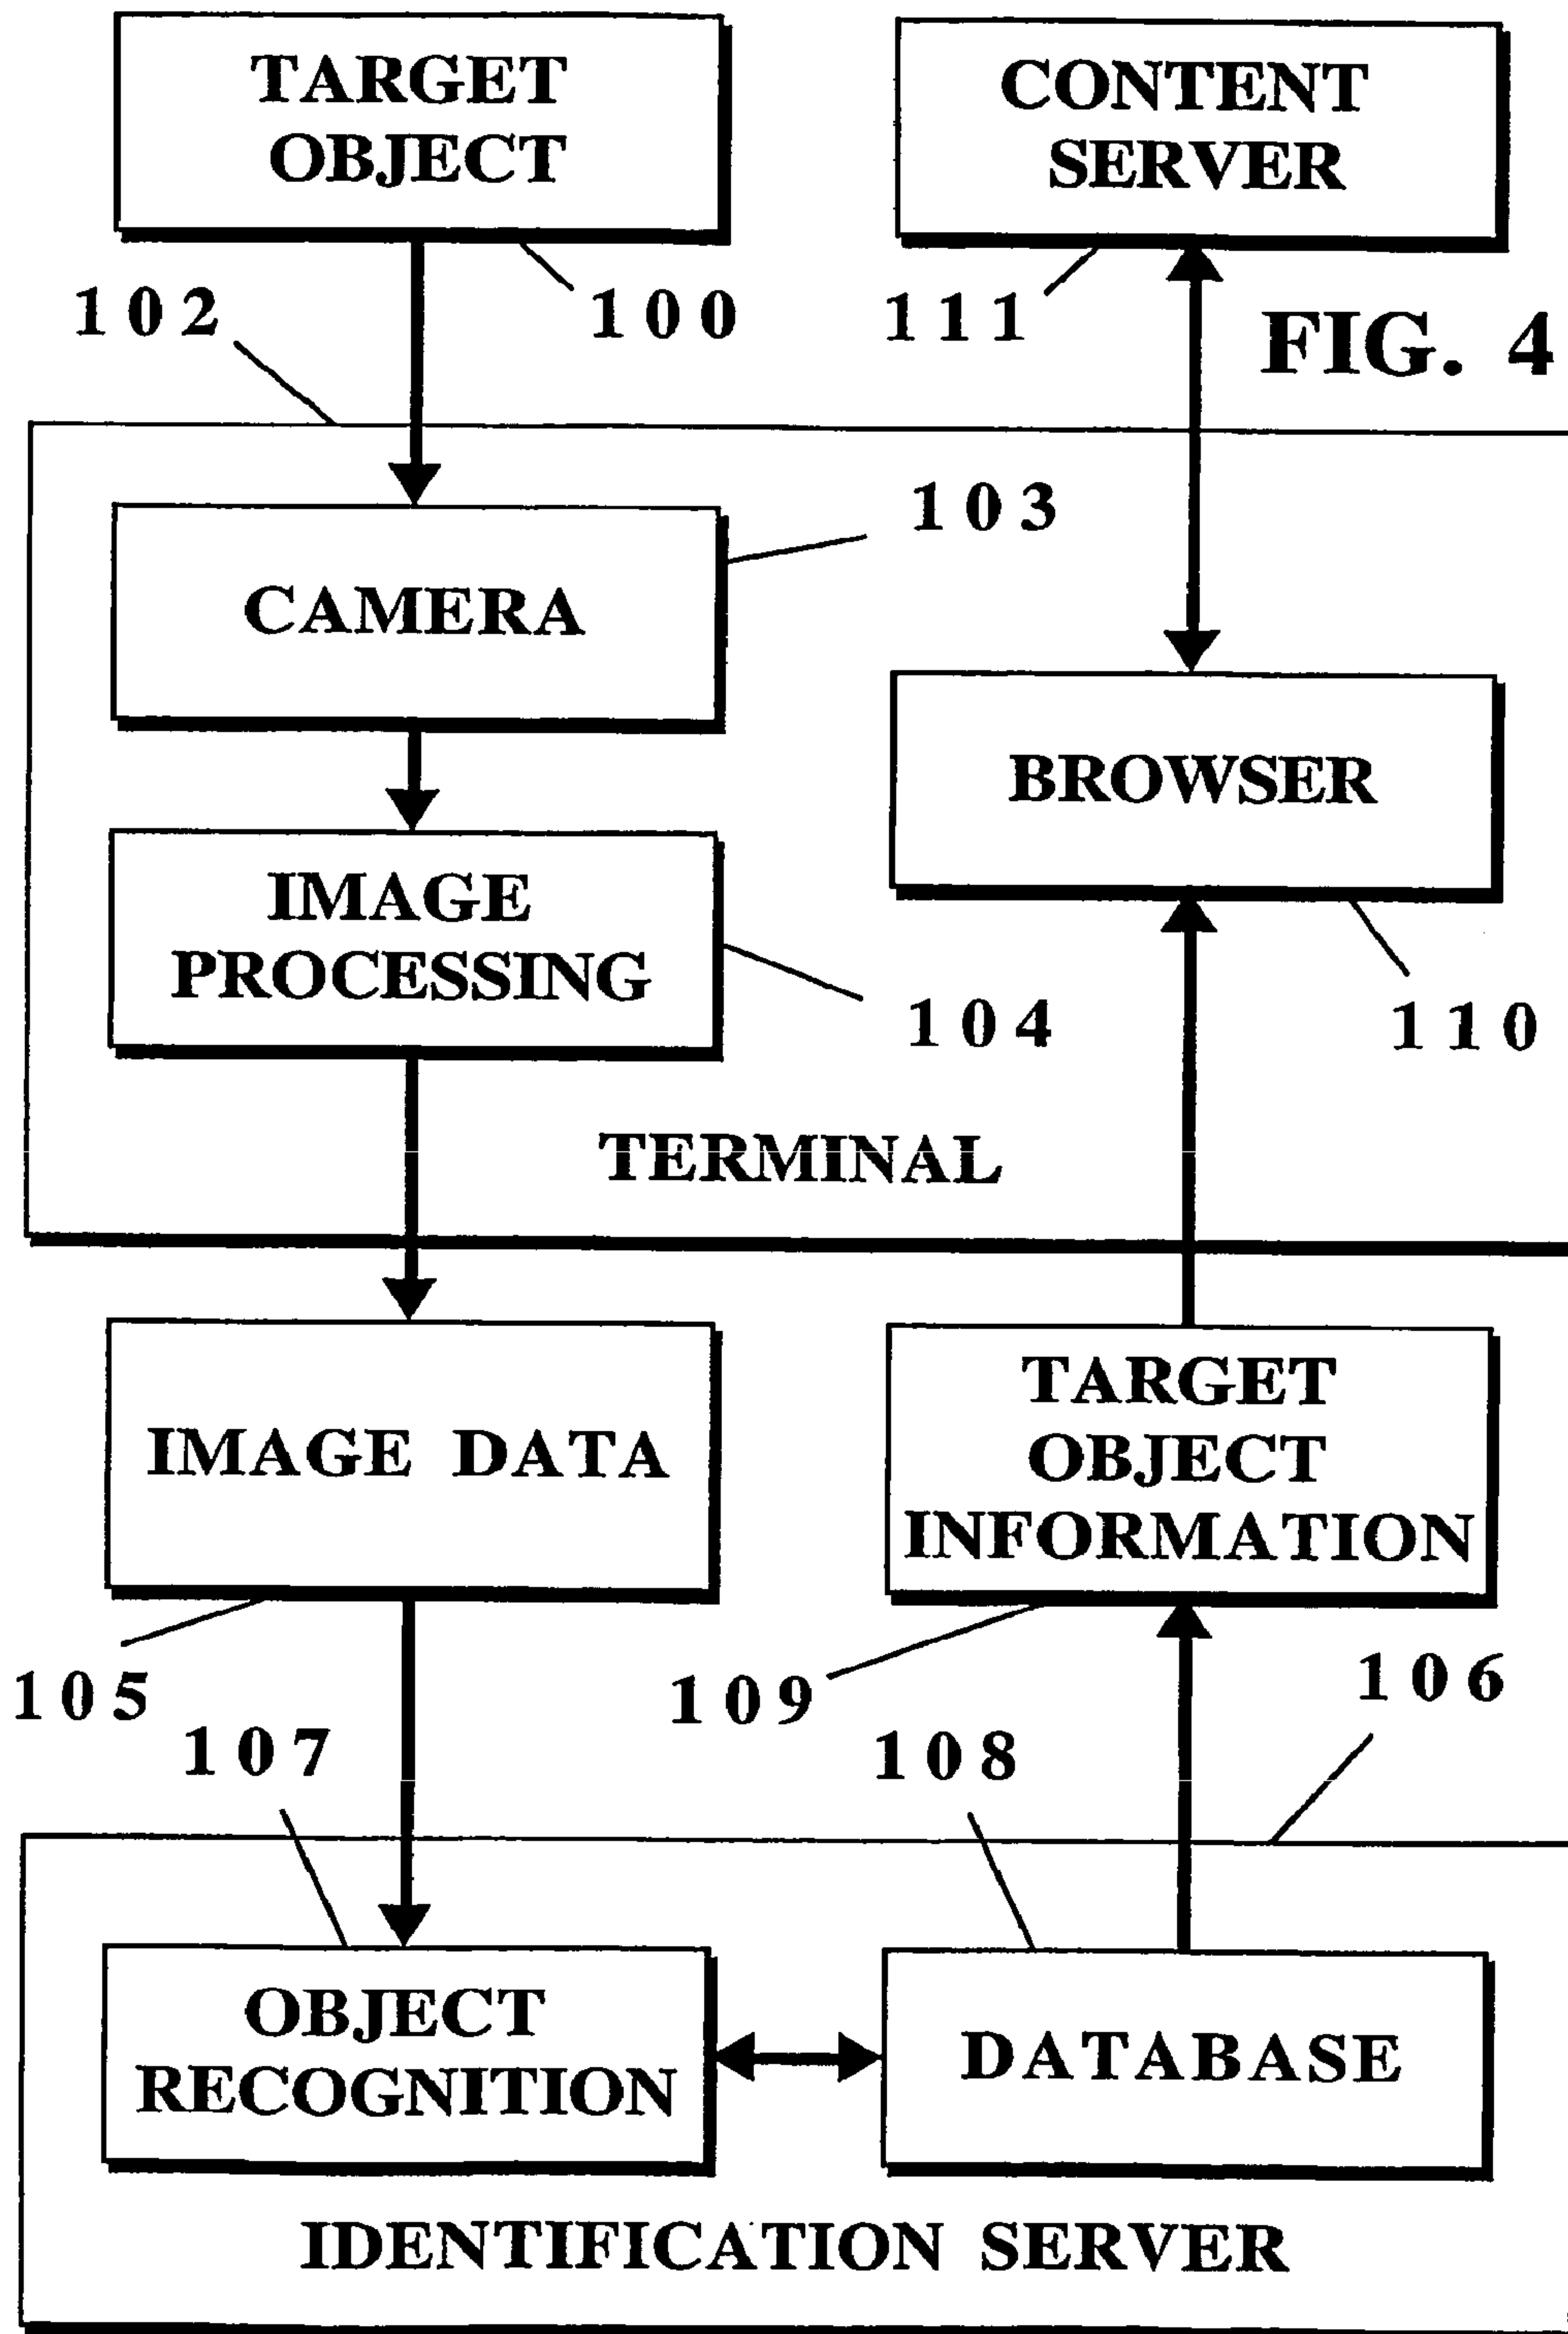 TARGET
OBJECT
CONTENT
SERVER
102
100
111
FIG. 4
103
CAMERA
BROWSER
IMAGE
PROCESSING
104
110
TERMINAL
IMAGE DATA
TARGET
OBJECT
INFORMATION
105
109
106
107
108
OBJECT
RECOGNITION
DATABASE
IDENTIFICATION SERVER